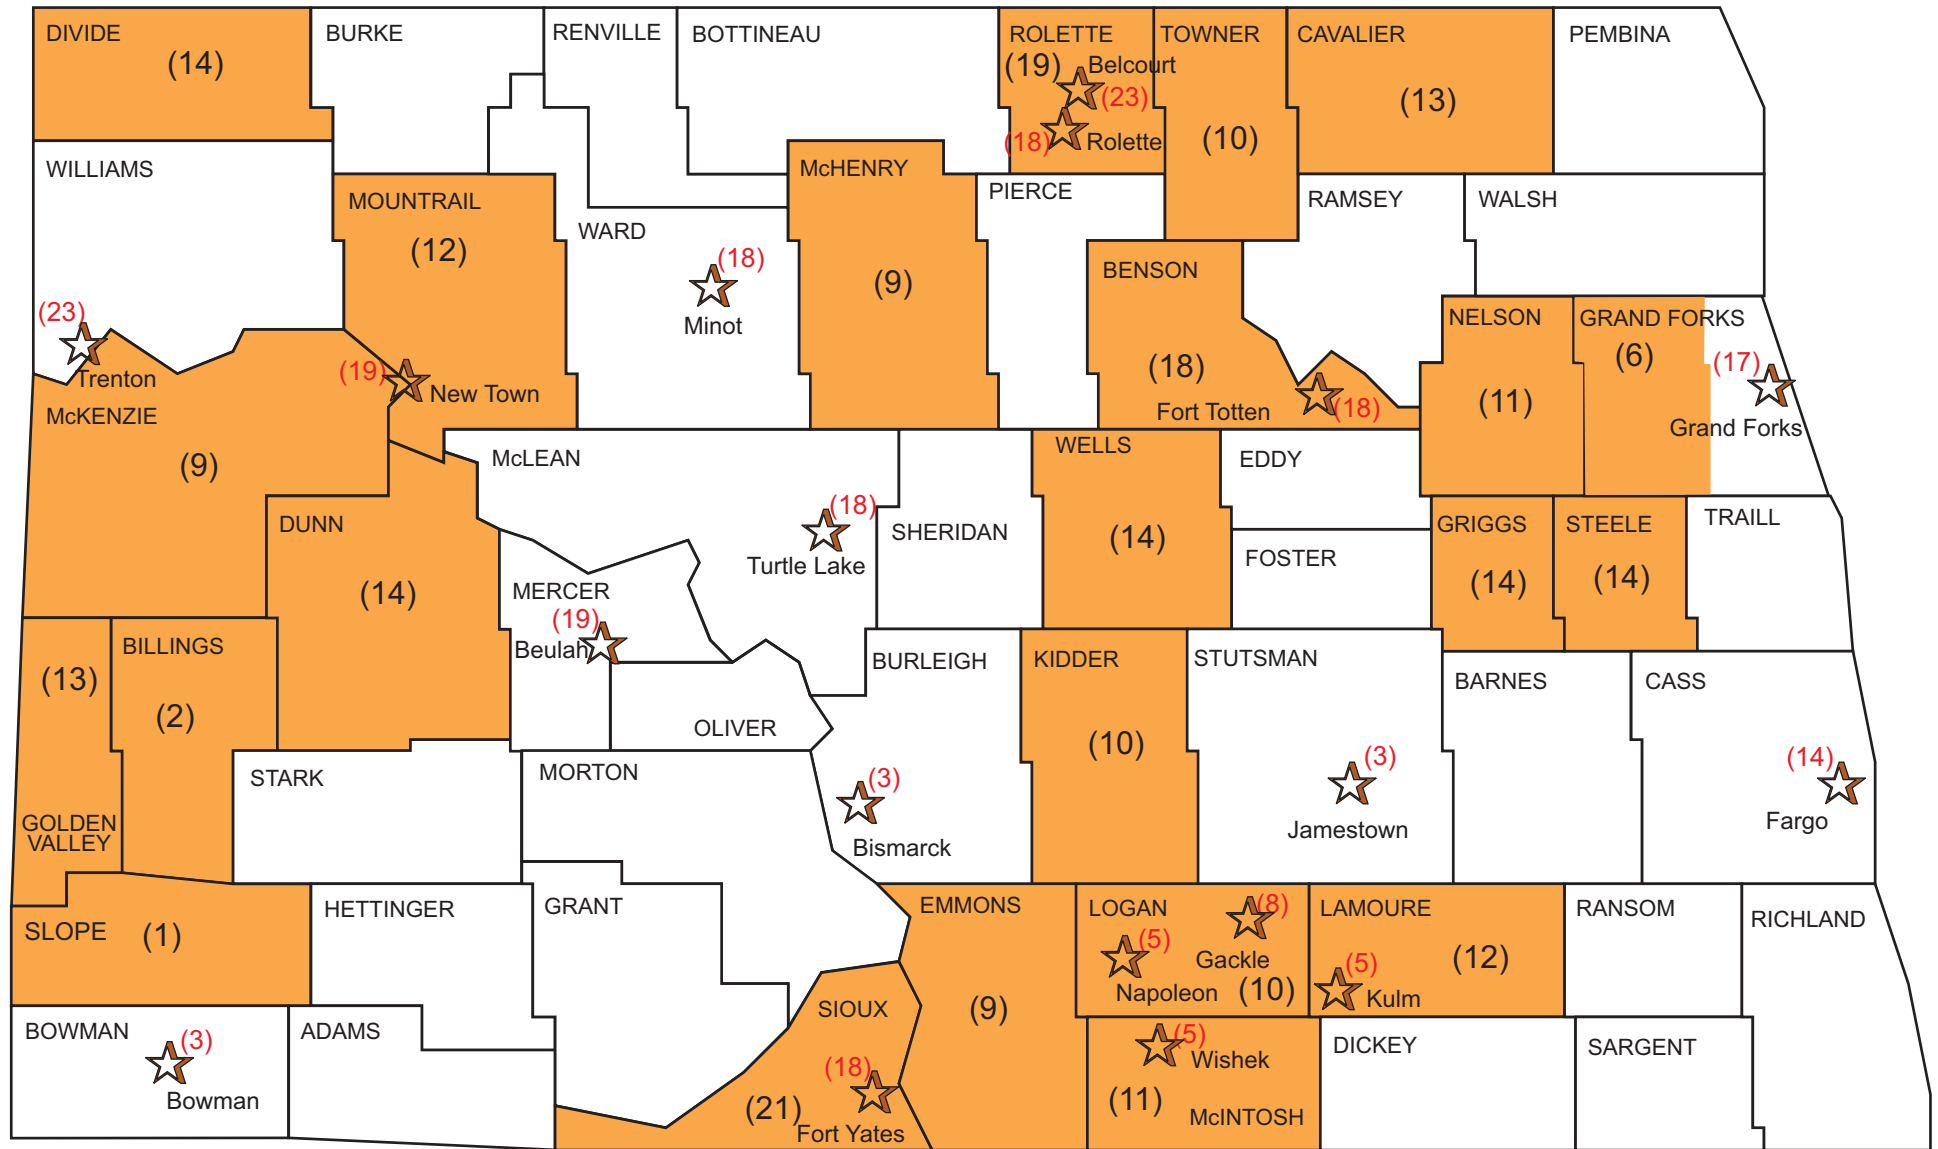 DIVIDE
(14)
BURKE
RENVILLE
BOTTINEAU
ROLETTE
(19)
Belcourt
(23)
(18)
Rolette
TOWNER
(10)
CAVALIER
(13)
PEMBINA
WILLIAMS
(23)
Trenton
MOUNTRAIL
(12)
(19)
New Town
WARD
(18)
Minot
McHENRY
(9)
PIERCE
BENSON
(18)
Fort Totten
(18)
RAMSEY
WALSH
NELSON
(11)
GRAND FORKS
(6)
(17)
Grand Forks
McKENZIE
(9)
DUNN
(14)
McLEAN
(18)
Turtle Lake
MERCER
(19)
Beulah
SHERIDAN
WELLS
(14)
EDDY
FOSTER
GRIGGS
(14)
STEELE
(14)
TRAILL
(13)
GOLDEN
VALLEY
BILLINGS
(2)
STARK
OLIVER
MORTON
BURLEIGH
(3)
Bismarck
KIDDER
(10)
STUTSMAN
(3)
Jamestown
BARNES
CASS
(14)
Fargo
SLOPE
(1)
HETTINGER
GRANT
EMMONS
(9)
LOGAN
(8)
Gackle
(5)
Napoleon
(10)
LAMOURE
(12)
(5)
Kulm
RANSOM
RICHLAND
BOWMAN
(3)
Bowman
ADAMS
SIOUX
(18)
(21)
Fort Yates
(5)
Wishek
(11)
McINTOSH
DICKEY
SARGENT